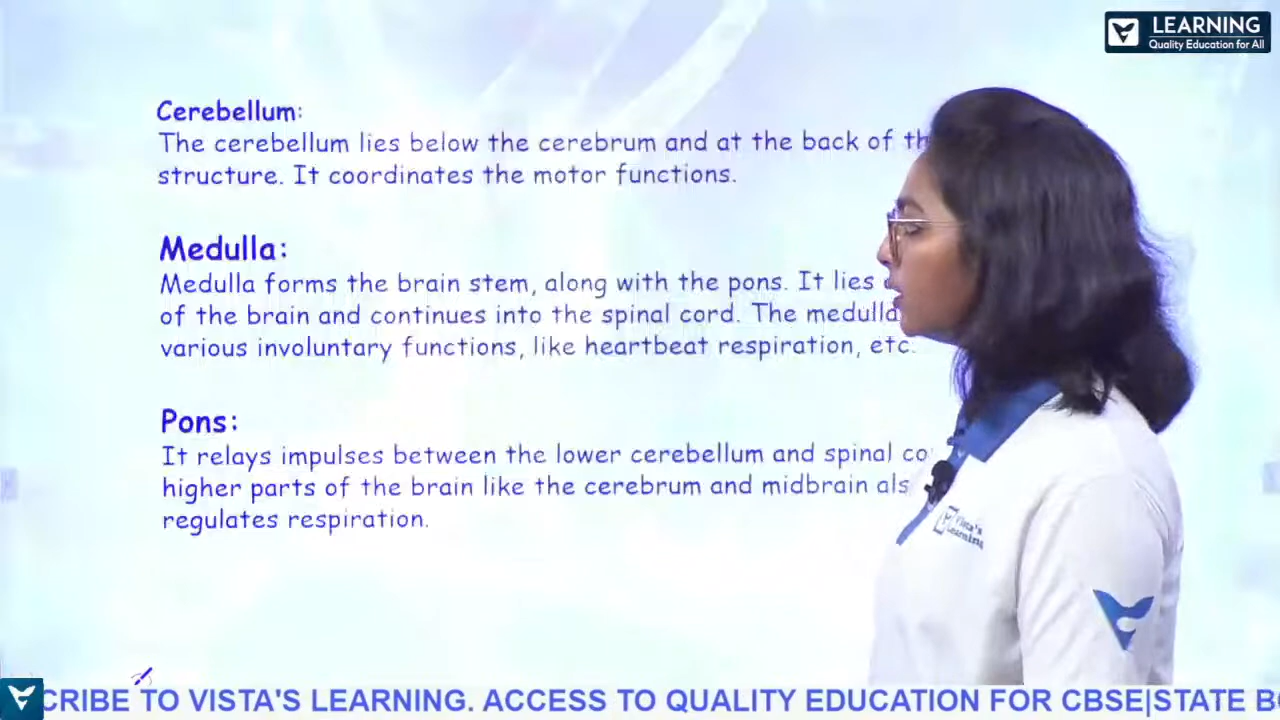 LEARNING
Quality Education for All
Cerebellum:
The cerebellum lies below the cerebrum and at the back of
structure. It coordinates the motor functions.
Medulla:
Medulla forms the brain stem, along with the pons. It lies
of the brain and continues into the spinal cord. The medulla
various involuntary functions, like heartbeat respiration, etc.
Pons:
It relays impulses between the lower cerebellum and spinal
higher parts of the brain like the cerebrum and midbrain
regulates respiration.
Vista's
Learning
TO VISTA'S LEARNING. ACCESS TO QUALITY EDUCATION FOR CBSE|STATE